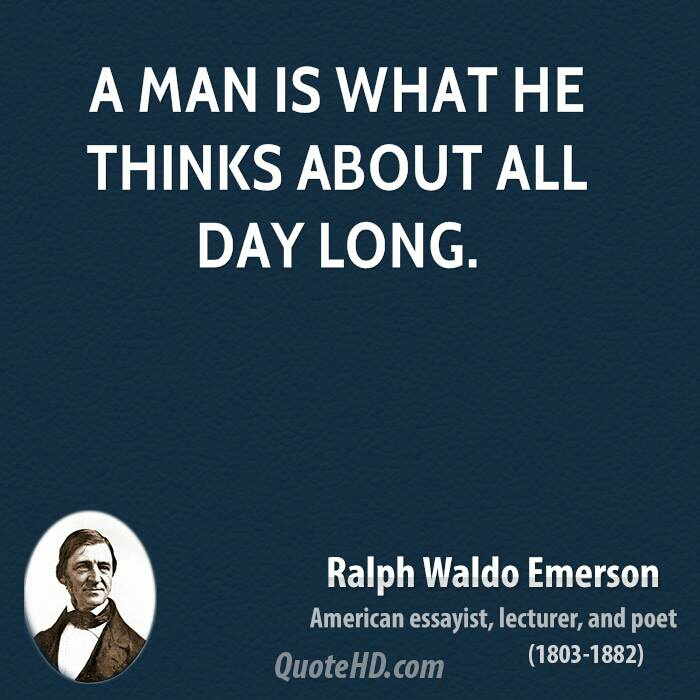 A MAN IS WHAT HE
THINKS ABOUT ALL
DAY LONG.
Ralph Waldo Emerson
American essayist, lecturer, and poet
(1803-1882)
QuoteHD.com